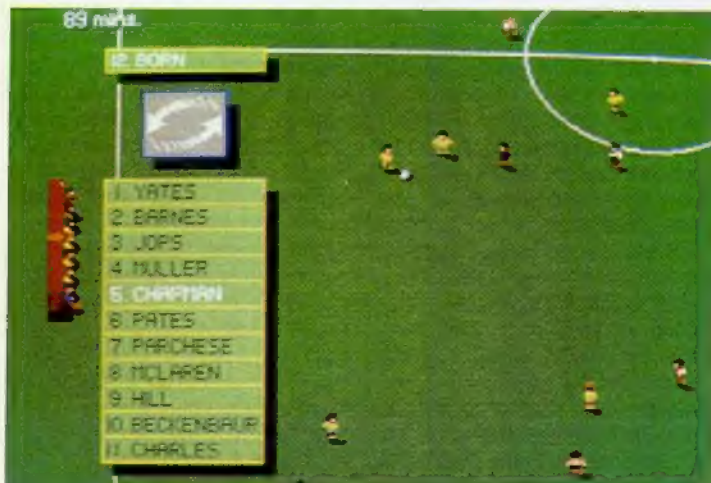 89 mins.
12. BORN
1. YATES
2. BARNES
3. JOPS
4. MULLER
5. CHAPMAN
6. PATES
7. PARCHESE
8. MCLAREN
9. HILL
10. BECKENBAUR
11. CHARLES